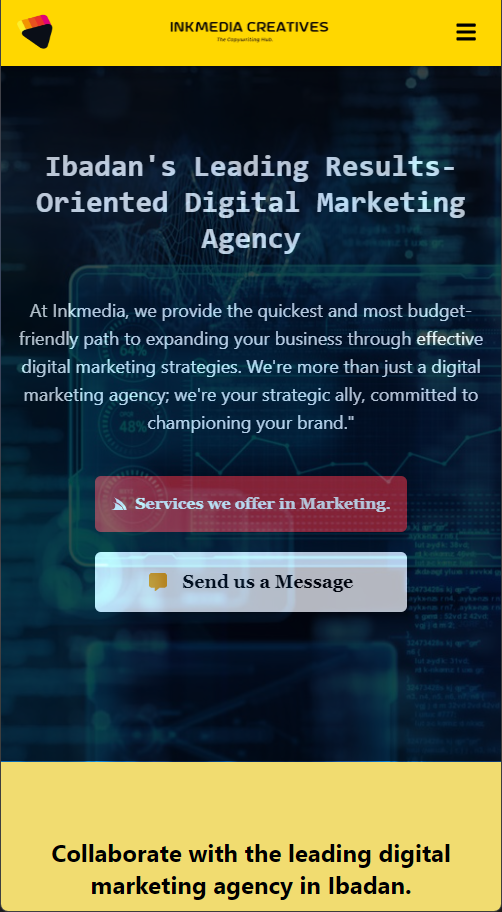 INKMEDIA CREATIVES
The Copywriting Hub.
Ibadan's Leading Results-
Oriented Digital Marketing
Agency
At Inkmedia, we provide the quickest and most budget-
friendly path to expanding your business through effective
digital marketing strategies. We're more than just a digital
marketing agency; we're your strategic ally, committed to
championing your brand."
64%
48%
Services we offer in Marketing.
Send us a Message
Collaborate with the leading digital
marketing agency in Ibadan.